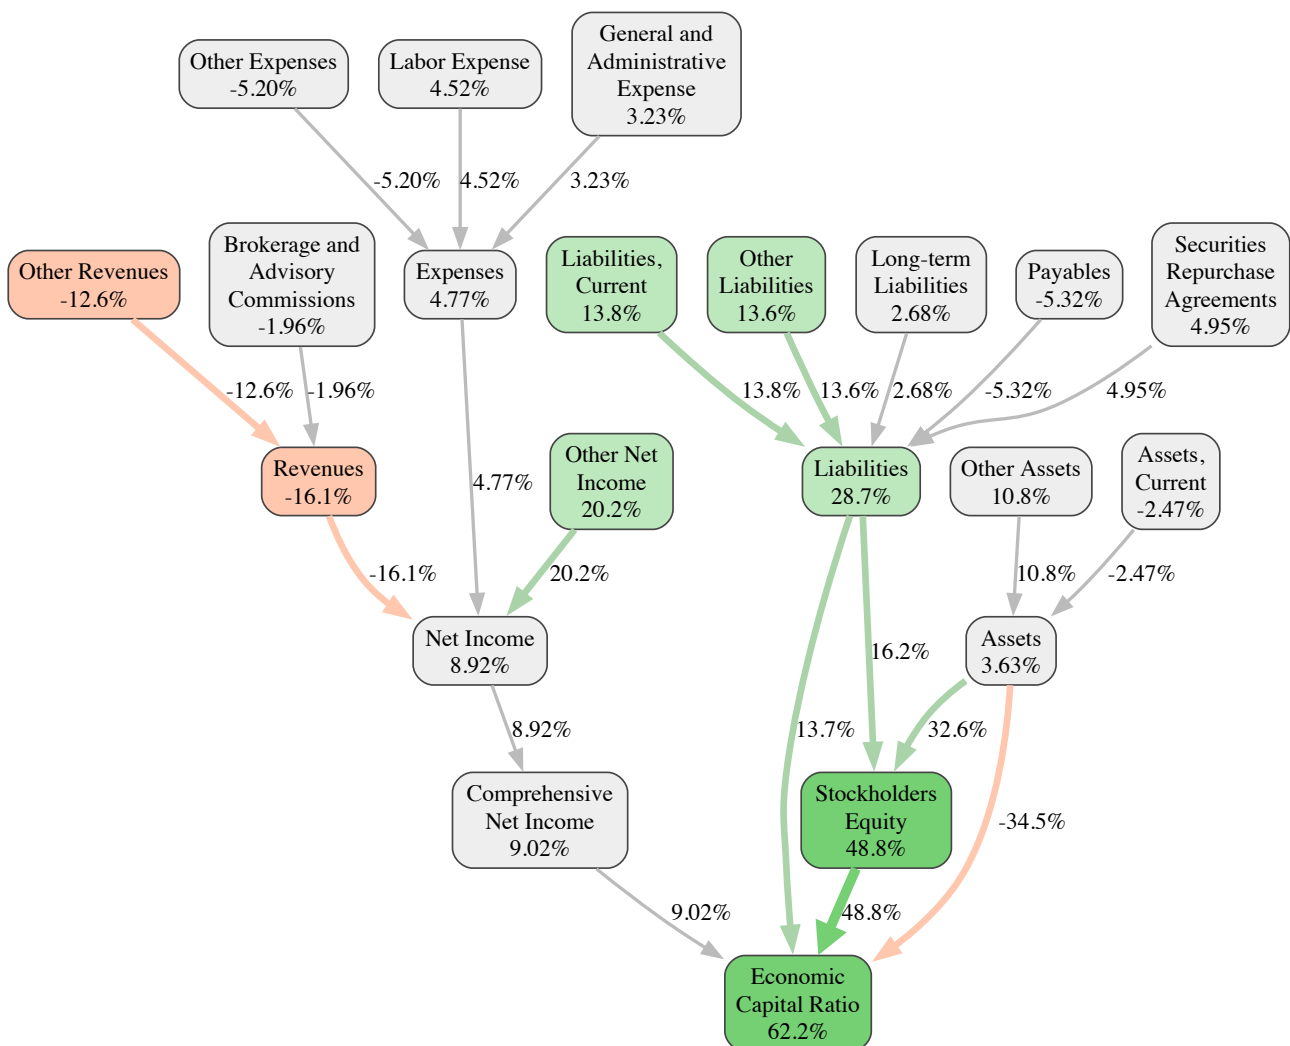 General and
Administrative
Expense
3.23%
Other Expenses
-5.20%
Labor Expense
4.52%
-5.20%
4.52%
3.23%
Other Revenues
-12.6%
Brokerage and
Advisory
Commissions
-1.96%
Expenses
4.77%
Liabilities,
Current
13.8%
Other
Liabilities
13.6%
Long-term
Liabilities
2.68%
Payables
-5.32%
Securities
Repurchase
Agreements
4.95%
-12.6%
-1.96%
13.8%
13.6%
2.68%
-5.32%
4.95%
Revenues
-16.1%
4.77%
Other Net
Income
20.2%
Liabilities
28.7%
Other Assets
10.8%
Assets,
Current
-2.47%
-16.1%
20.2%
10.8%
-2.47%
Net Income
8.92%
16.2%
Assets
3.63%
8.92%
13.7%
32.6%
Comprehensive
Net Income
9.02%
Stockholders
Equity
48.8%
-34.5%
9.02%
48.8%
Economic
Capital Ratio
62.2%